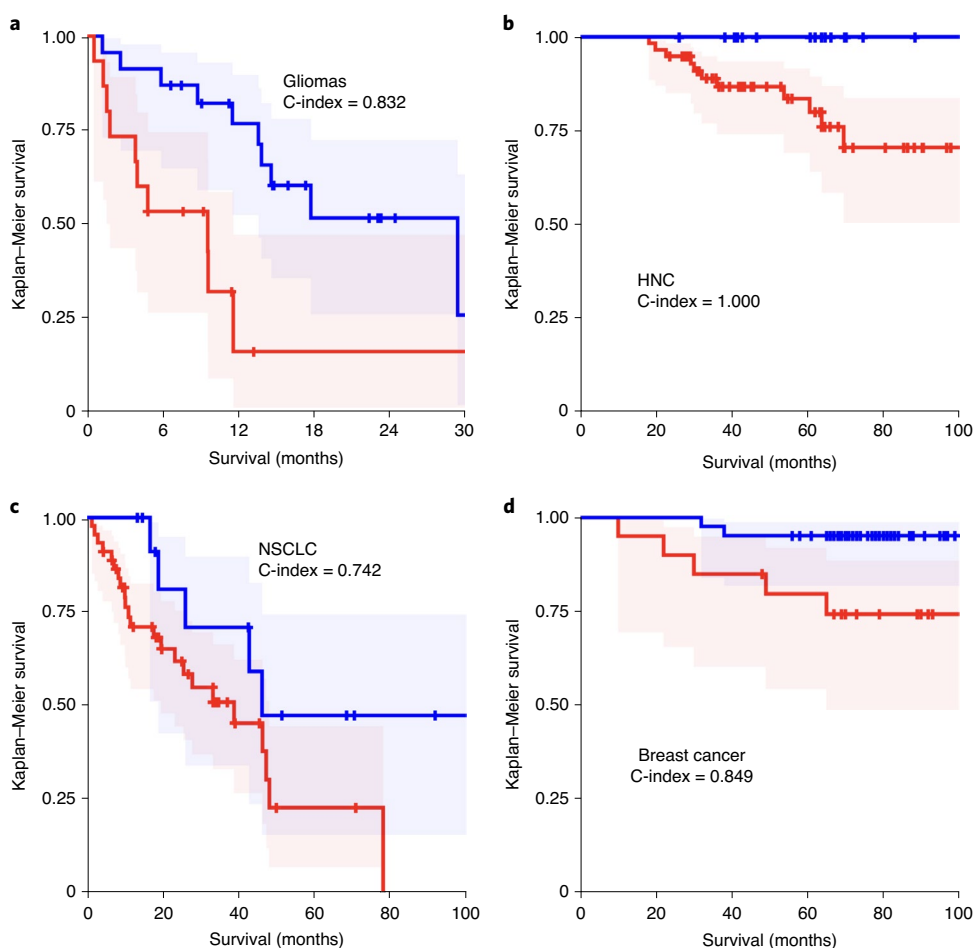 a
1.00
0.75
0.50
0.25
0
Kaplan–Meier survival
Gliomas
C-index = 0.832
0 6 12 18 24 30
Survival (months)
b
1.00
0.75
0.50
0.25
0
Kaplan–Meier survival
HNC
C-index = 1.000
0 20 40 60 80 100
Survival (months)
c
1.00
0.75
0.50
0.25
0
Kaplan–Meier survival
NSCLC
C-index = 0.742
0 20 40 60 80 100
Survival (months)
d
1.00
0.75
0.50
0.25
0
Kaplan–Meier survival
Breast cancer
C-index = 0.849
0 20 40 60 80 100
Survival (months)